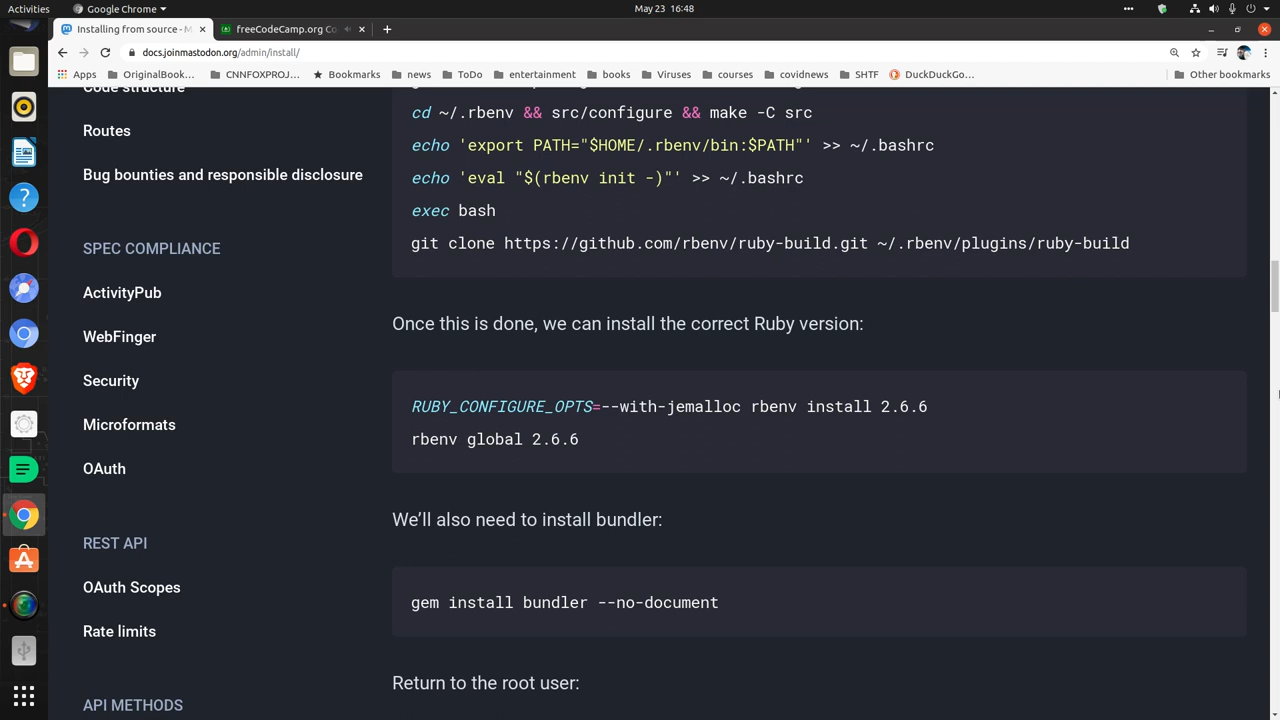 Activities
Google Chrome
May 23 16:48
Installing from source - M
freeCodeCamp.org Co
docs.joinmastodon.org/admin/install/
Apps
OriginalBook...
CNNFOXPROJ...
Bookmarks
news
ToDo
entertainment
books
Viruses
courses
covidnews
SHTF
DuckDuckGo...
Other bookmarks
Code structure
Routes
Bug bounties and responsible disclosure
SPEC COMPLIANCE
ActivityPub
WebFinger
Security
Microformats
OAuth
REST API
OAuth Scopes
Rate limits
API METHODS
cd ~/.rbenv && src/configure && make -C src
echo 'export PATH="$HOME/.rbenv/bin:$PATH"' >> ~/.bashrc
echo 'eval "$(rbenv init -)"' >> ~/.bashrc
exec bash
git clone https://github.com/rbenv/ruby-build.git ~/.rbenv/plugins/ruby-build
Once this is done, we can install the correct Ruby version:
RUBY_CONFIGURE_OPTS=--with-jemalloc rbenv install 2.6.6
rbenv global 2.6.6
We'll also need to install bundler:
gem install bundler --no-document
Return to the root user: